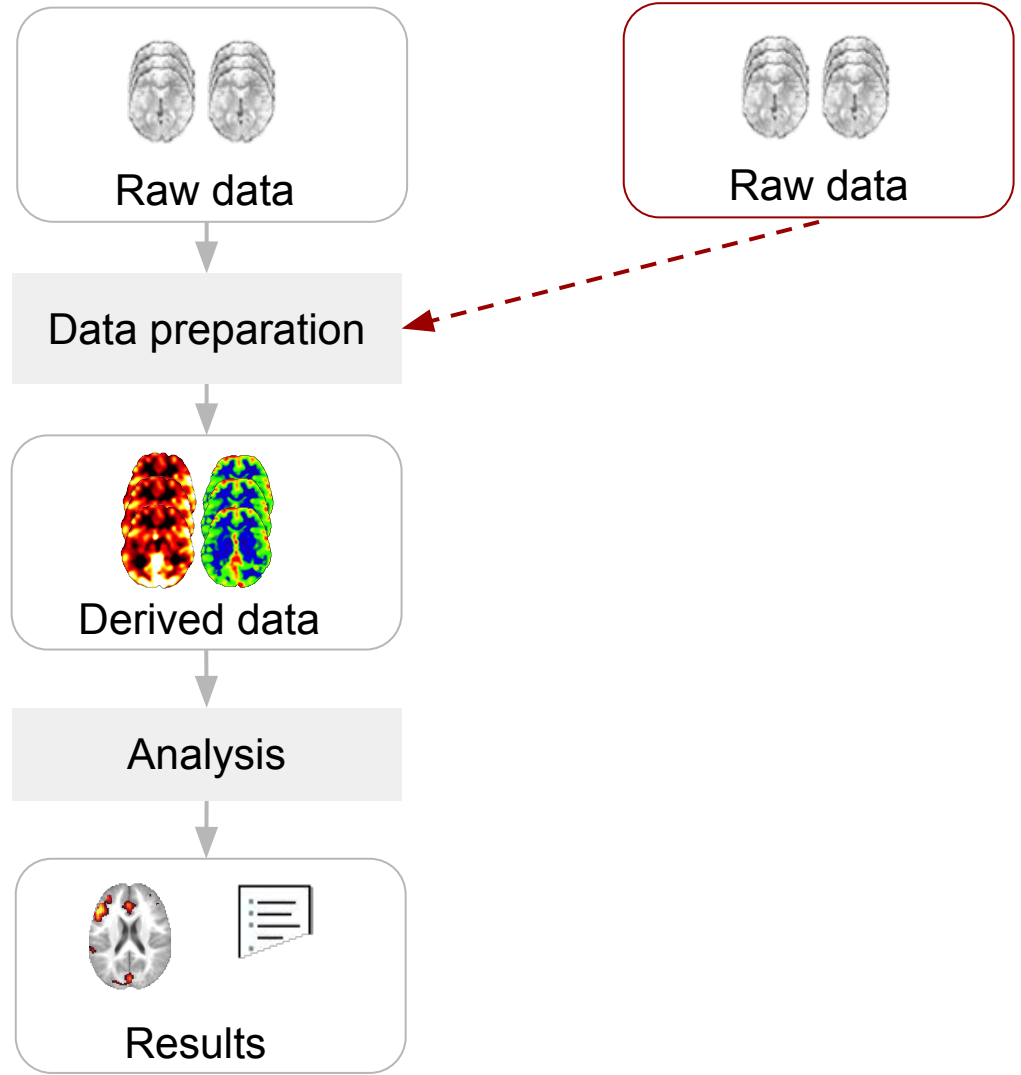 Raw data
Raw data
Data preparation
Derived data
Analysis
Results